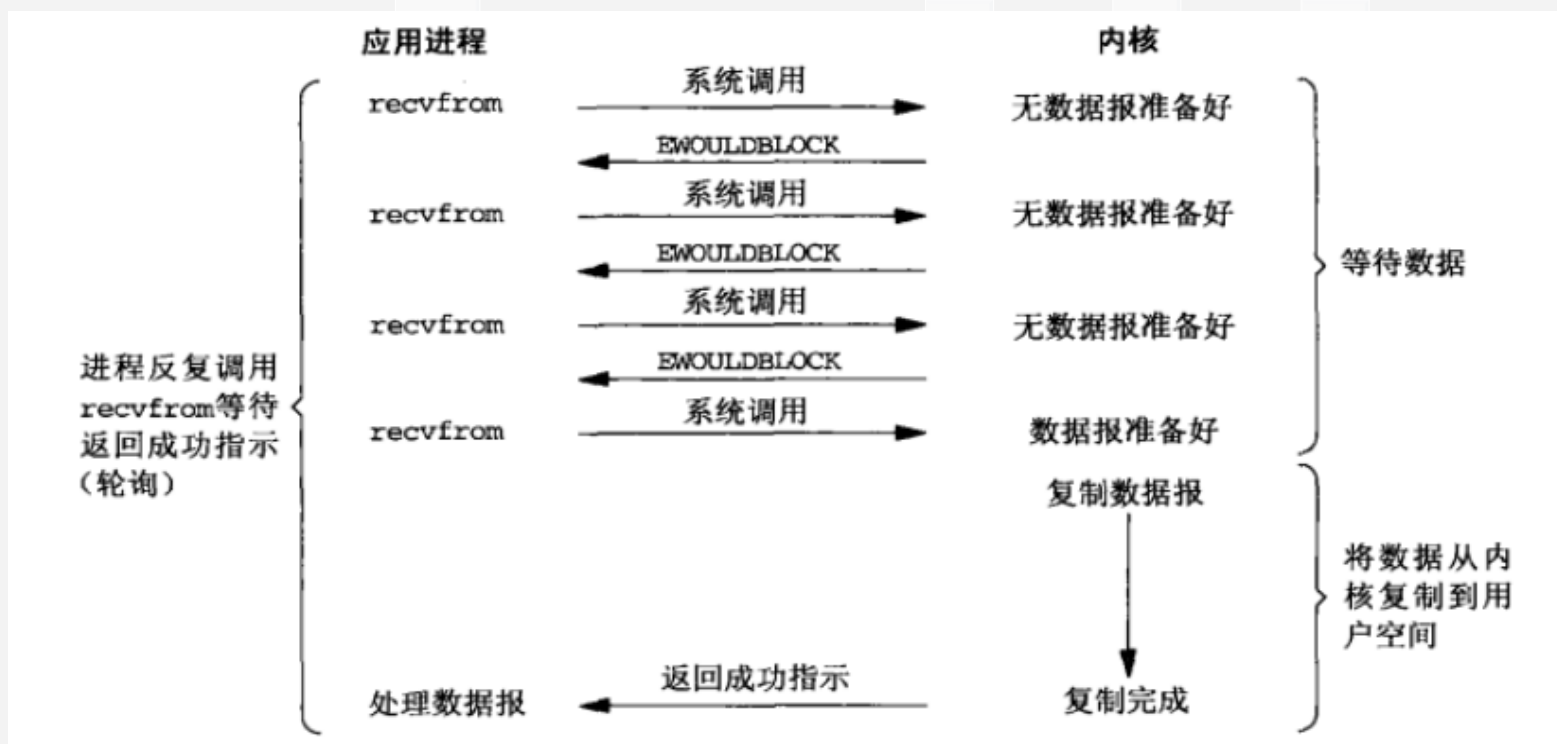 应用进程 内核
系统调用
recvfrom 无数据报准备好
EWOULDBLOCK
系统调用
recvfrom 无数据报准备好
EWOULDBLOCK
等待数据
系统调用
recvfrom 无数据报准备好
EWOULDBLOCK
系统调用
recvfrom 数据报准备好
进程反复调用
recvfrom等待
返回成功指示
(轮询)
复制数据报
将数据从内
核复制到用
户空间
返回成功指示
处理数据报 复制完成